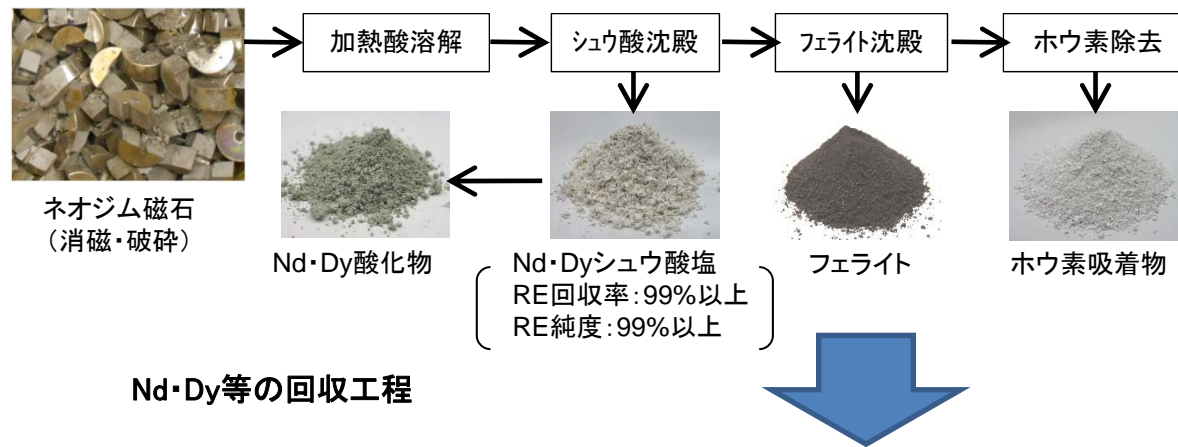 加熱酸溶解
シュウ酸沈殿
フェライト沈殿
ホウ素除去
ネオジム磁石
(消磁・破砕)
Nd・Dy酸化物
Nd・Dyシュウ酸塩
RE回収率:99%以上
RE純度:99%以上
フェライト
ホウ素吸着物
Nd・Dy等の回収工程